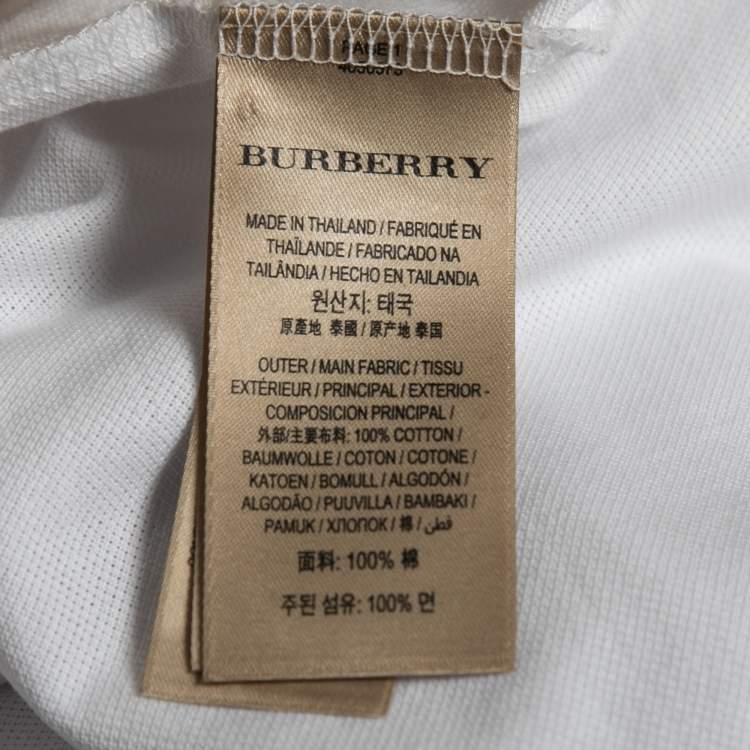 PAGE 1
4050573
BURBERRY
MADE IN THAILAND / FABRIQUÉ EN
THAÏLANDE / FABRICADO NA
TAILÂNDIA / HECHO EN TAILANDIA
원산지: 태국
原產地 泰國 / 原产地 泰国
OUTER / MAIN FABRIC / TISSU
EXTÉRIEUR / PRINCIPAL / EXTERIOR -
COMPOSICION PRINCIPAL /
外部/主要布料: 100% COTTON /
BAUMWOLLE / COTON / COTONE /
KATOEN / BOMULL / ALGODÓN /
ALGODÃO / PUUVILLA / BAMBAKI /
PAMUK / ХЛОПОК / 棉 / قطن
面料: 100% 棉
주된 섬유: 100% 면